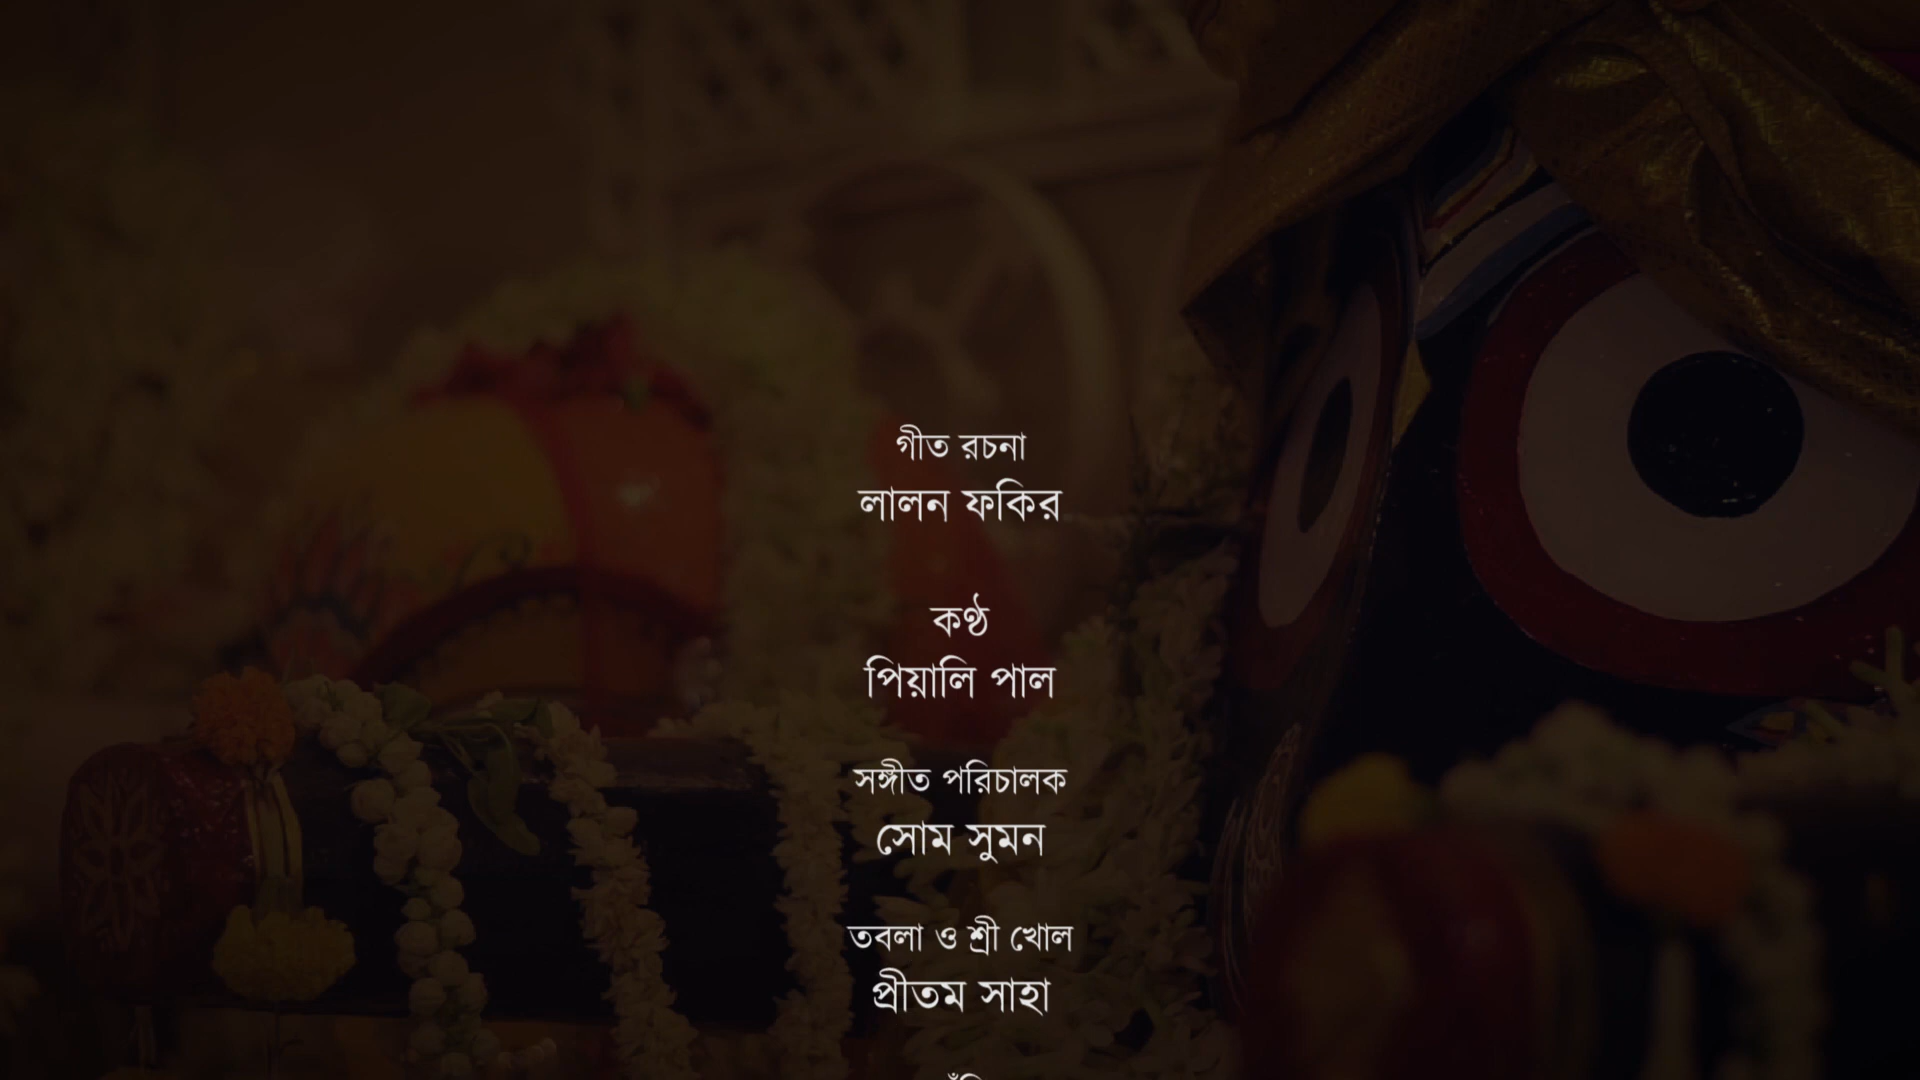 গীত রচনা
লালন ফকির
কণ্ঠ
পিয়ালি পাল
সঙ্গীত পরিচালক
সোম সুমন
তবলা ও শ্রী খোল
প্রীতম সাহা